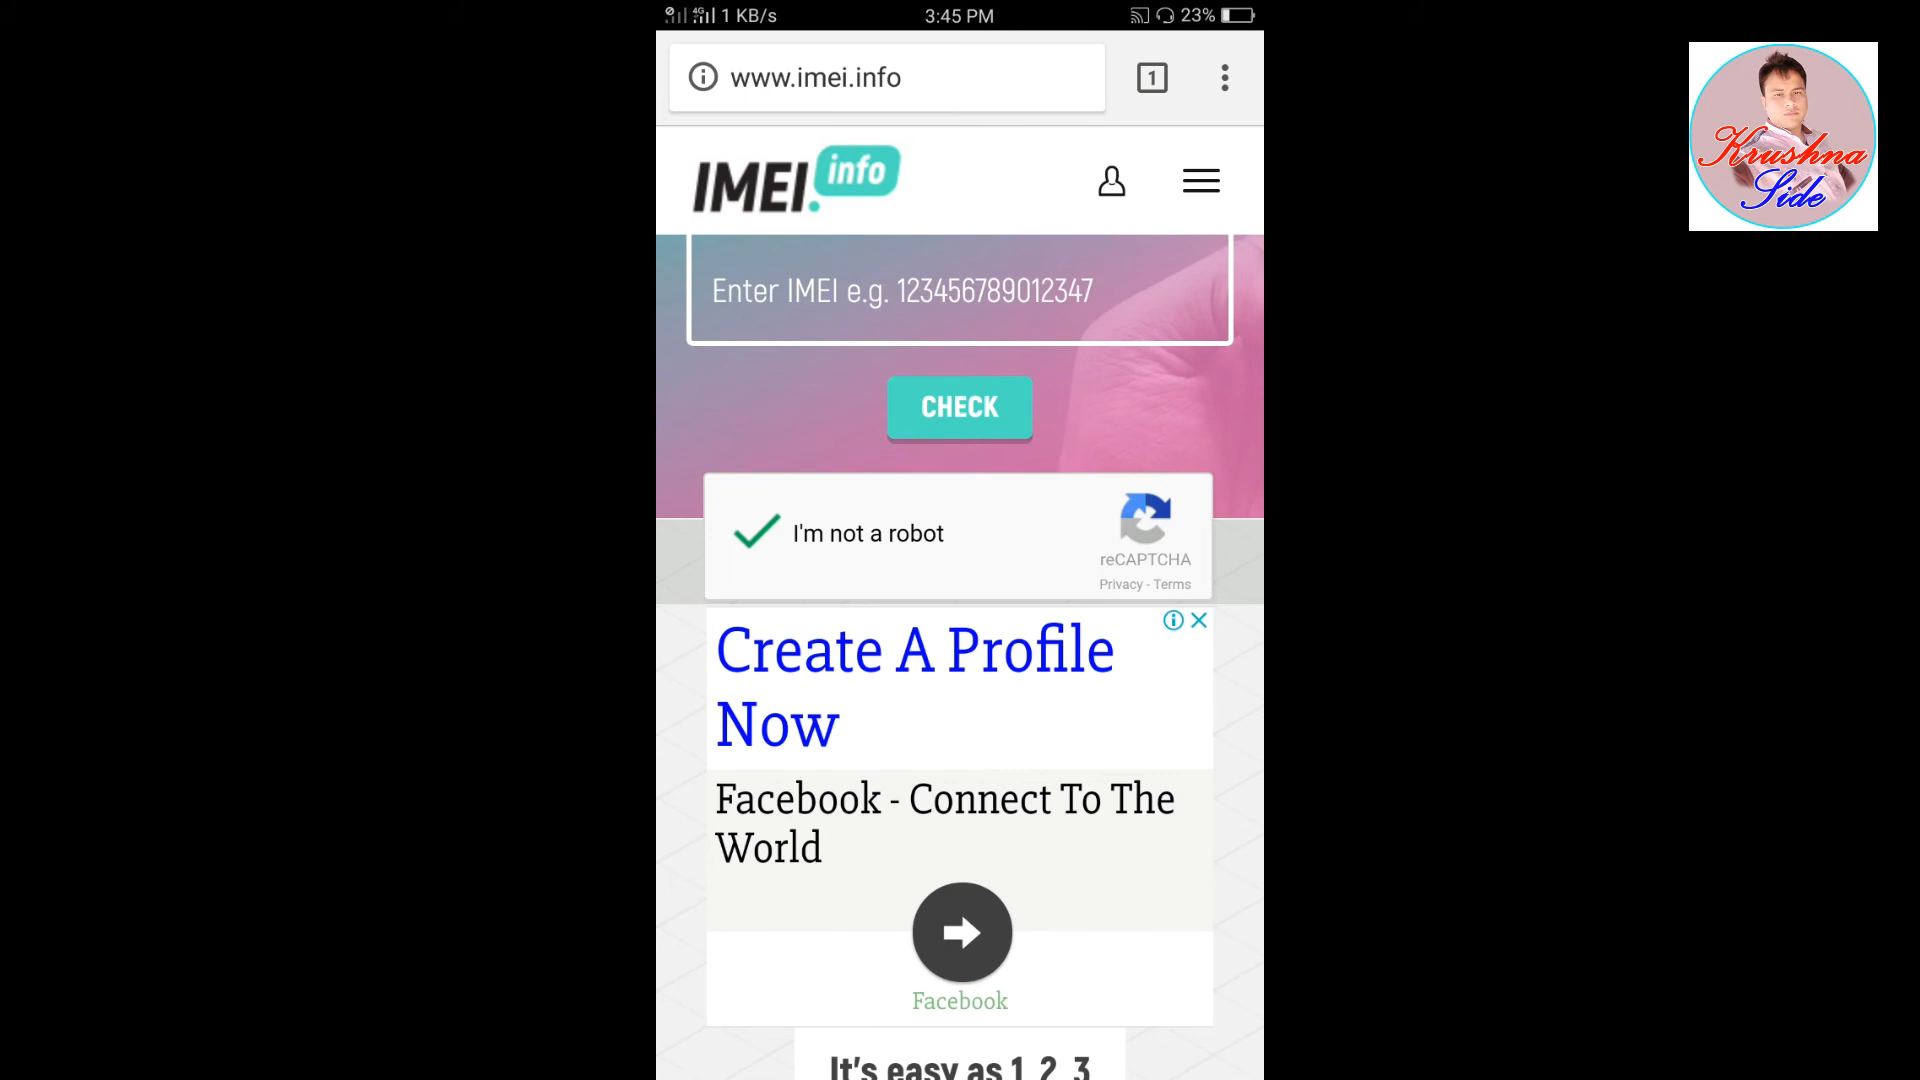 4G 1 KB/s 3:45 PM 23%
www.imei.info 1
IMEI.info
Krushna
Side
Enter IMEI e.g. 123456789012347
CHECK
I'm not a robot
reCAPTCHA
Privacy - Terms
Create A Profile
Now
Facebook - Connect To The
World
Facebook
It's easy as 1, 2, 3